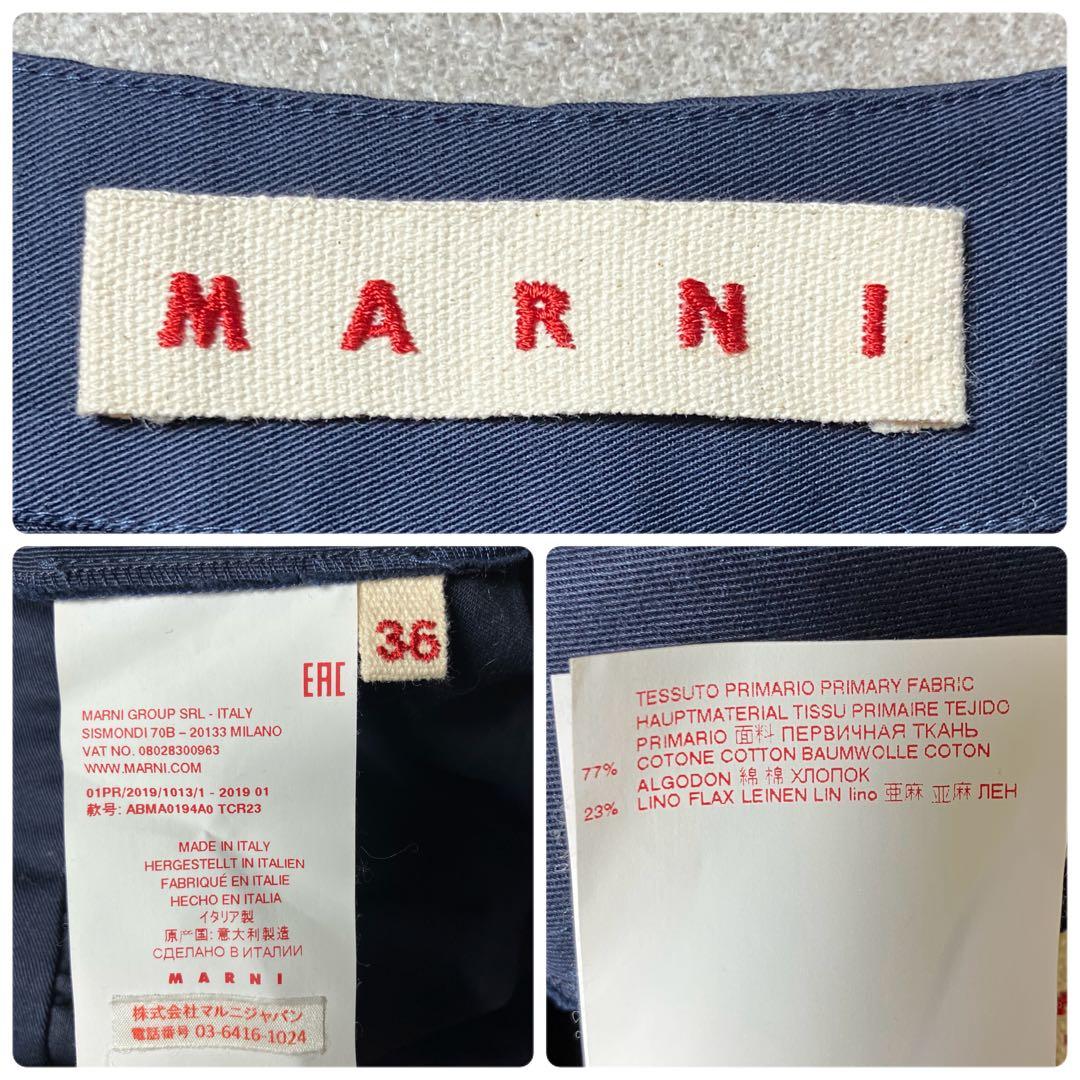 MARNI
36
EAC
MARNI GROUP SRL - ITALY
SISMONDI 70B - 20133 MILANO
VAT NO. 08028300963
WWW.MARNI.COM
01PR/2019/1013/1 - 2019 01
款号: ABMA0194A0 TCR23
MADE IN ITALY
HERGESTELLT IN ITALIEN
FABRIQUÉ EN ITALIE
HECHO EN ITALIA
イタリア製
原产国: 意大利製造
СДЕЛАНО В ИТАЛИИ
MARNI
株式会社マルニジャパン
電話番号 03-6416-1024
TESSUTO PRIMARIO PRIMARY FABRIC
HAUPTMATERIAL TISSU PRIMAIRE TEJIDO
PRIMARIO 面料 ПЕРВИЧНАЯ ТКАНЬ
77% COTONE COTTON BAUMWOLLE COTON
ALGODON 綿 棉 ХЛОПОК
23% LINO FLAX LEINEN LIN lino 亜麻 亚麻 ЛЕН